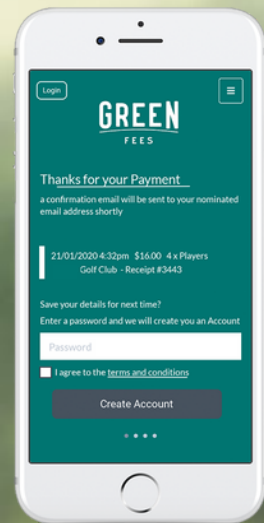 Login
GREEN
FEES
Thanks for your Payment
a confirmation email will be sent to your nominated
email address shortly
21/01/2020 4:32pm $16.00 4 x Players
Golf Club - Receipt #3443
Save your details for next time?
Enter a password and we will create you an Account
Password
I agree to the terms and conditions
Create Account